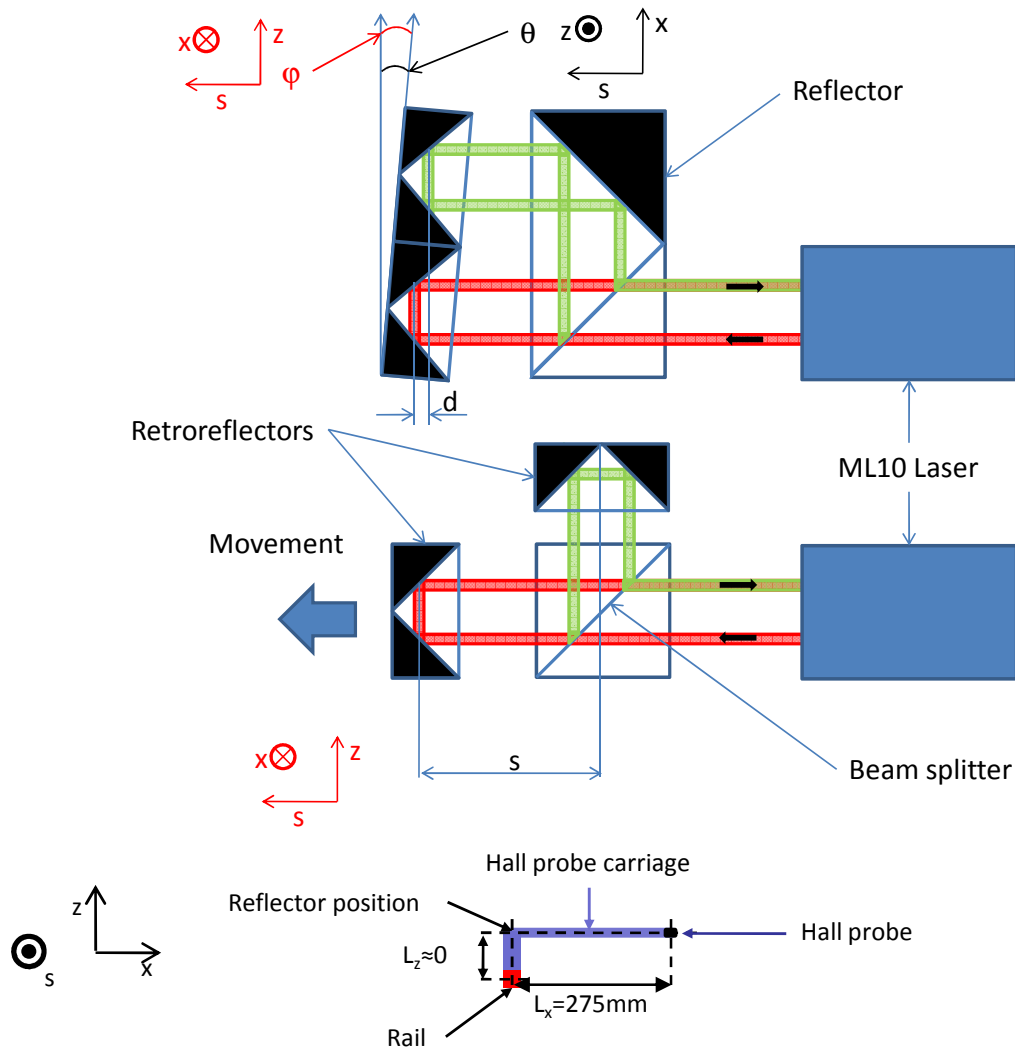 x
z
s
φ
θ
z
x
s
Reflector
d
Retroreflectors
ML10 Laser
Movement
s
Beam splitter
x
z
s
Hall probe carriage
Reflector position
Hall probe
z
x
s
Lz≈0
Lx=275mm
Rail